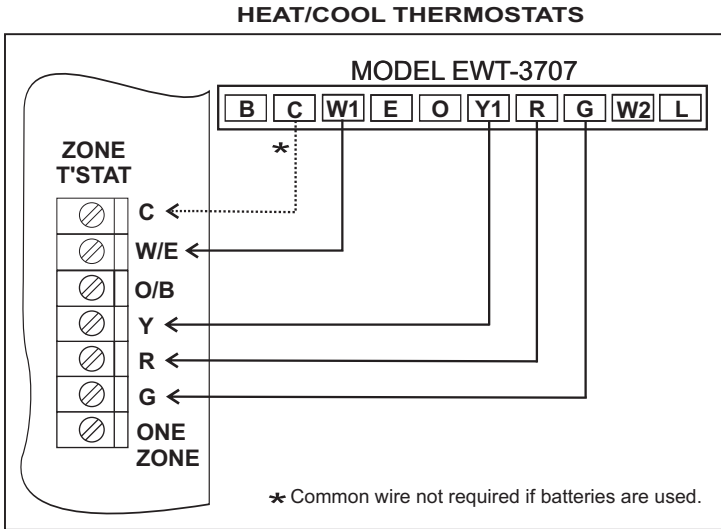 HEAT/COOL THERMOSTATS
MODEL EWT-3707
B C W1 E O Y1 R G W2 L
*
ZONE
T'STAT
C
W/E
O/B
Y
R
G
ONE
ZONE
* Common wire not required if batteries are used.